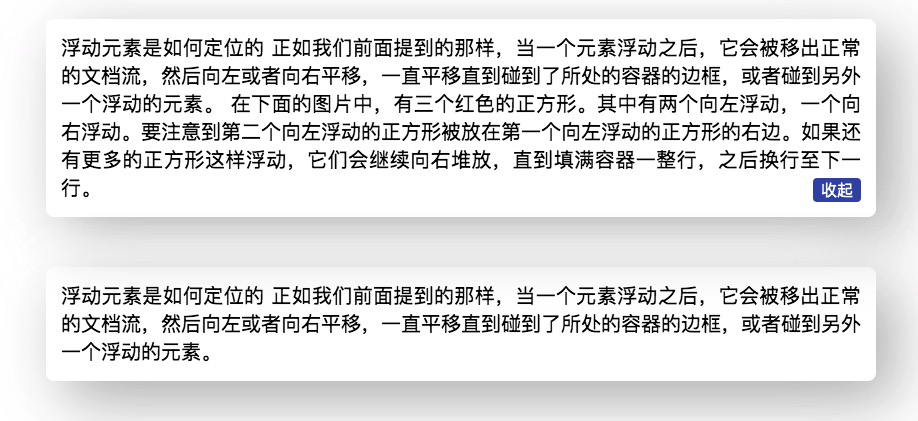 浮动元素是如何定位的 正如我们前面提到的那样，当一个元素浮动之后，它会被移出正常
的文档流，然后向左或者向右平移，一直平移直到碰到了所处的容器的边框，或者碰到另外
一个浮动的元素。 在下面的图片中，有三个红色的正方形。其中有两个向左浮动，一个向
右浮动。要注意到第二个向左浮动的正方形被放在第一个向左浮动的正方形的右边。如果还
有更多的正方形这样浮动，它们会继续向右堆放，直到填满容器一整行，之后换行至下一
行。 收起
浮动元素是如何定位的 正如我们前面提到的那样，当一个元素浮动之后，它会被移出正常
的文档流，然后向左或者向右平移，一直平移直到碰到了所处的容器的边框，或者碰到另外
一个浮动的元素。